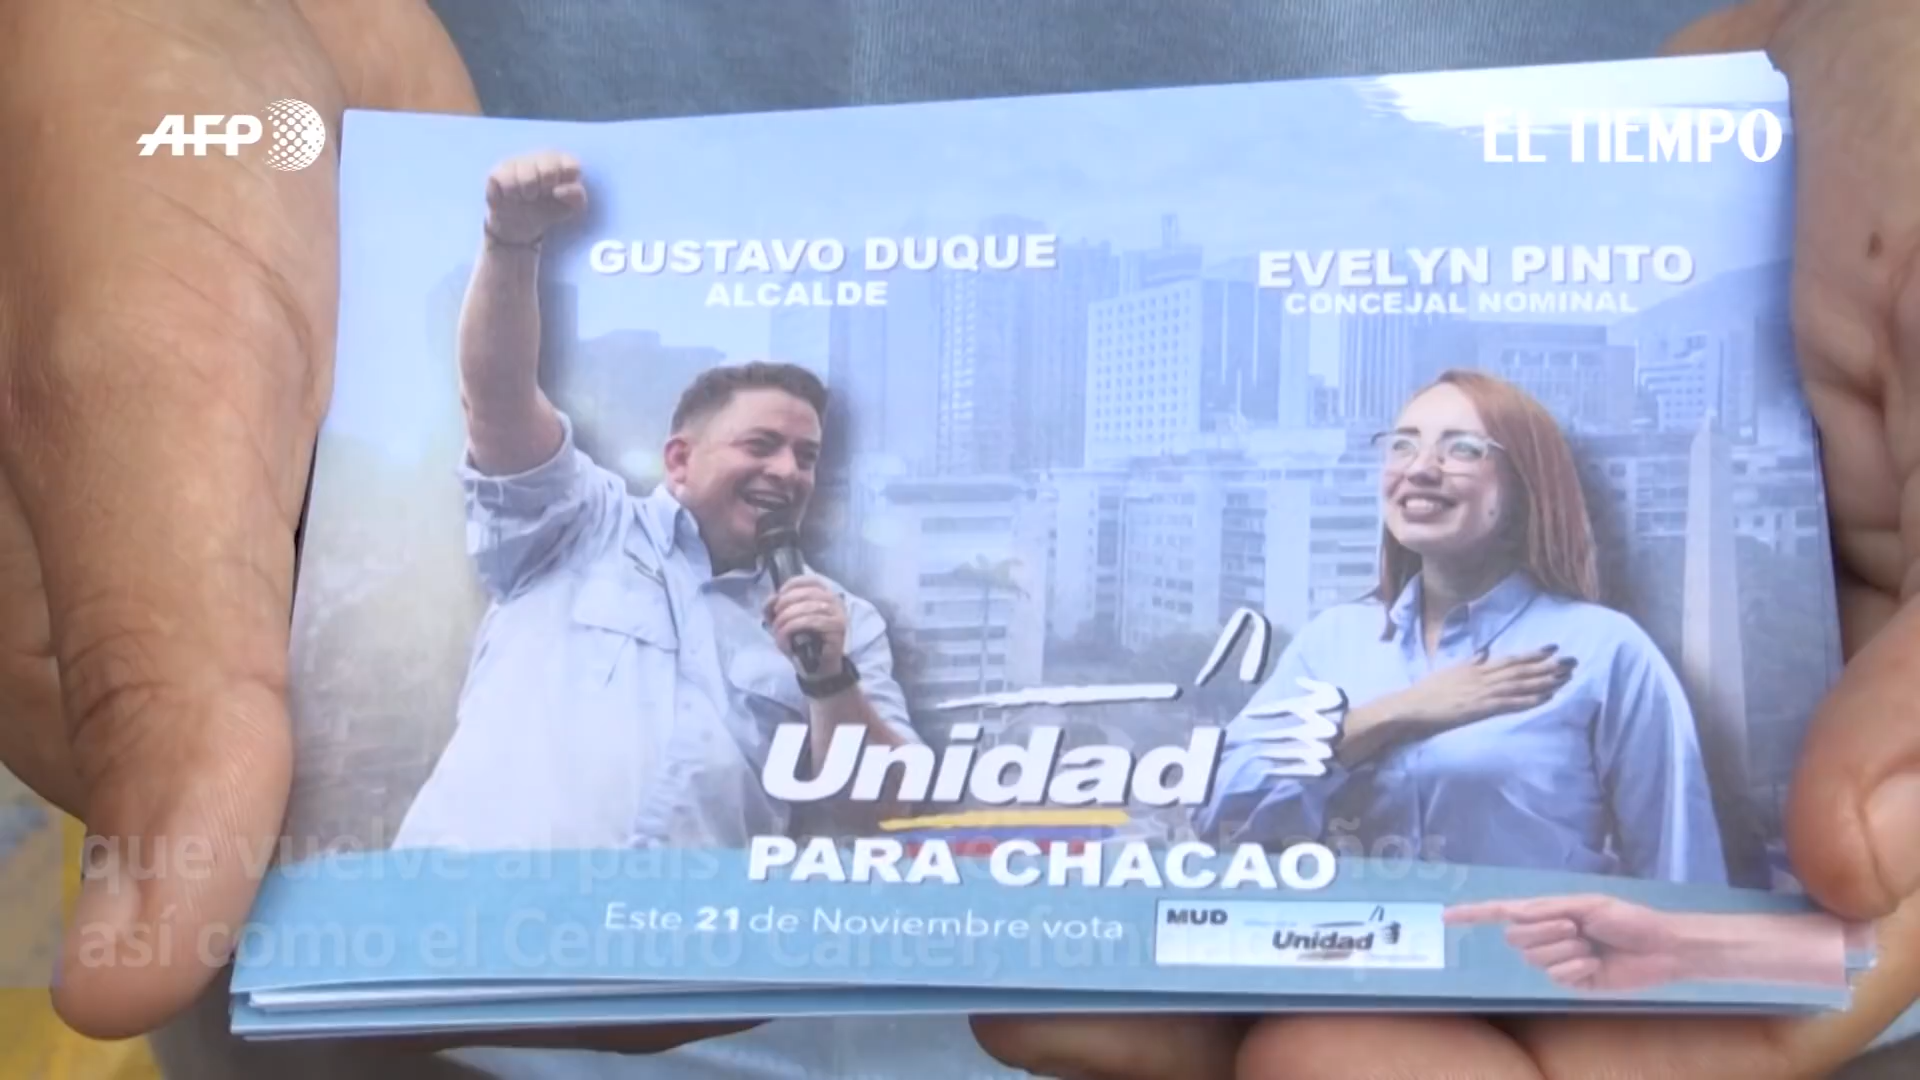 AFP
EL TIEMPO
GUSTAVO DUQUE
ALCALDE
EVELYN PINTO
CONCEJAL NOMINAL
Unidad
PARA CHACAO
que vuelve al país años,
así como el Centro Carter,
Este 21 de Noviembre vota
MUD
Unidad